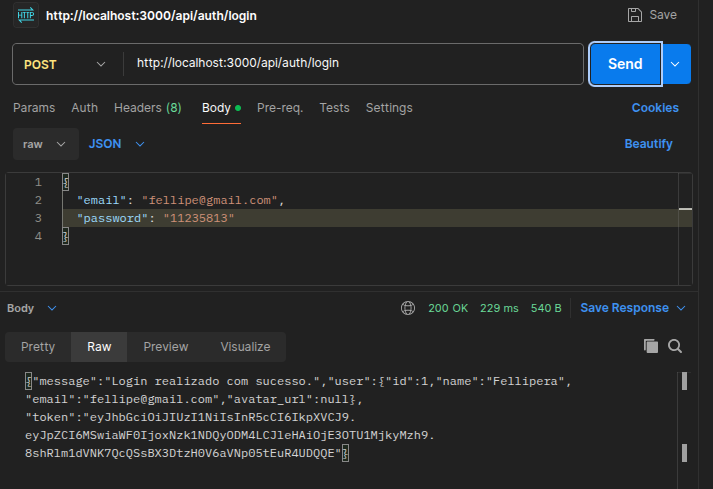 HTTP http://localhost:3000/api/auth/login Save
POST http://localhost:3000/api/auth/login Send
Params Auth Headers (8) Body Pre-req. Tests Settings Cookies
raw JSON Beautify
1 {
2 "email": "fellipe@gmail.com",
3 "password": "11235813"
4 }
Body 200 OK 229 ms 540 B Save Response
Pretty Raw Preview Visualize
{"message":"Login realizado com sucesso.","user":{"id":1,"name":"Fellipera",
"email":"fellipe@gmail.com","avatar_url":null},
"token":"eyJhbGciOiJIUzI1NiIsInR5cCI6IkpXVCJ9.
eyJpZCI6MSwiaWF0IjoxNzk1NDQyODM4LCJleHAiOjE3OTU1MjkyMzh9.
8shRlm1dVNK7QcQSsBX3DtzH0V6aVNp05tEuR4UDQQE"}